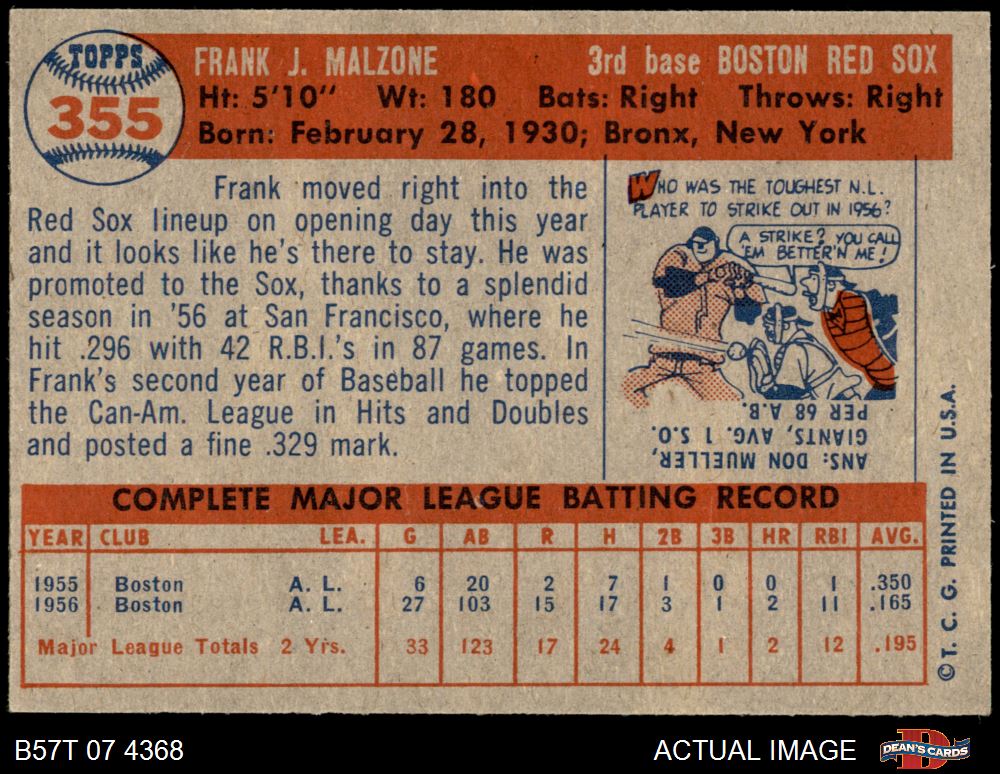 TOPPS
355
FRANK J. MALZONE 3rd base BOSTON RED SOX
Ht: 5'10" Wt: 180 Bats: Right Throws: Right
Born: February 28, 1930; Bronx, New York
Frank moved right into the
Red Sox lineup on opening day this year
and it looks like he's there to stay. He was
promoted to the Sox, thanks to a splendid
season in '56 at San Francisco, where he
hit .296 with 42 R.B.I.'s in 87 games. In
Frank's second year of Baseball he topped
the Can-Am. League in Hits and Doubles
and posted a fine .329 mark.
WHO WAS THE TOUGHEST N.L.
PLAYER TO STRIKE OUT IN 1956?
A STRIKE? YOU CALL
'EM BETTER'N ME!
ANS: DON MUELLER,
GIANTS, AVG. 1 S.O.
PER 68 A.B.
COMPLETE MAJOR LEAGUE BATTING RECORD
YEAR CLUB LEA. G AB R H 2B 3B HR RBI AVG.
1955 Boston A. L. 6 20 2 7 1 0 0 1 .350
1956 Boston A. L. 27 103 15 17 3 1 2 11 .165
Major League Totals 2 Yrs. 33 123 17 24 4 1 2 12 .195
© T. C. G. PRINTED IN U.S.A.
B57T 07 4368 ACTUAL IMAGE
DEAN'S CARDS